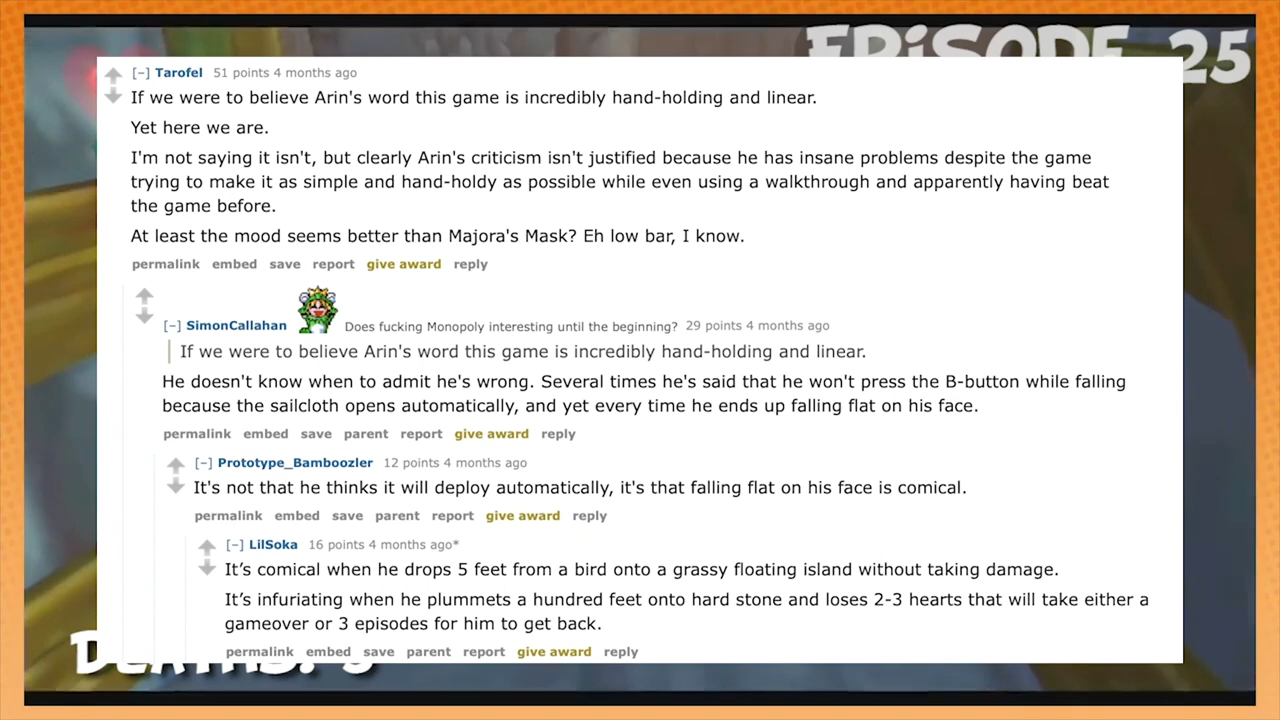 EPiSODE 25
[–] Tarofel 51 points 4 months ago
If we were to believe Arin's word this game is incredibly hand-holding and linear.
Yet here we are.
I'm not saying it isn't, but clearly Arin's criticism isn't justified because he has insane problems despite the game
trying to make it as simple and hand-holdy as possible while even using a walkthrough and apparently having beat
the game before.
At least the mood seems better than Majora's Mask? Eh low bar, I know.
permalink embed save report give award reply
[–] SimonCallahan Does fucking Monopoly interesting until the beginning? 29 points 4 months ago
If we were to believe Arin's word this game is incredibly hand-holding and linear.
He doesn't know when to admit he's wrong. Several times he's said that he won't press the B-button while falling
because the sailcloth opens automatically, and yet every time he ends up falling flat on his face.
permalink embed save parent report give award reply
[–] Prototype_Bamboozler 12 points 4 months ago
It's not that he thinks it will deploy automatically, it's that falling flat on his face is comical.
permalink embed save parent report give award reply
[–] LilSoka 16 points 4 months ago*
It’s comical when he drops 5 feet from a bird onto a grassy floating island without taking damage.
It’s infuriating when he plummets a hundred feet onto hard stone and loses 2-3 hearts that will take either a
gameover or 3 episodes for him to get back.
permalink embed save parent report give award reply